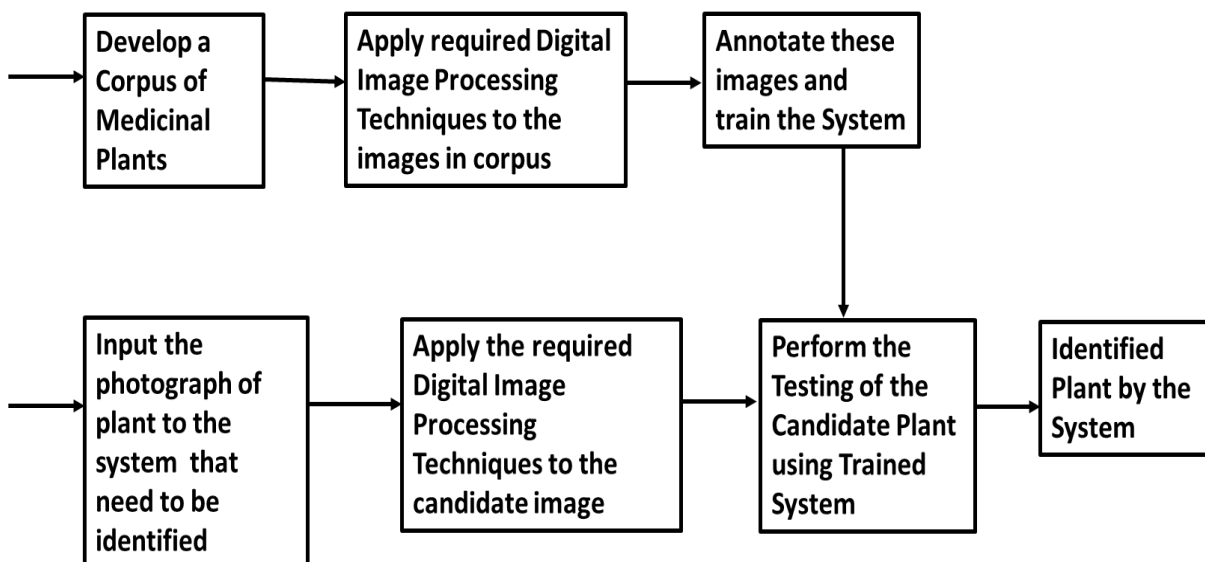 Develop a
Corpus of
Medicinal
Plants
Apply required Digital
Image Processing
Techniques to the
images in corpus
Annotate these
images and
train the System
Input the
photograph of
plant to the
system that
need to be
identified
Apply the required
Digital Image
Processing
Techniques to the
candidate image
Perform the
Testing of the
Candidate Plant
using Trained
System
Identified
Plant by the
System